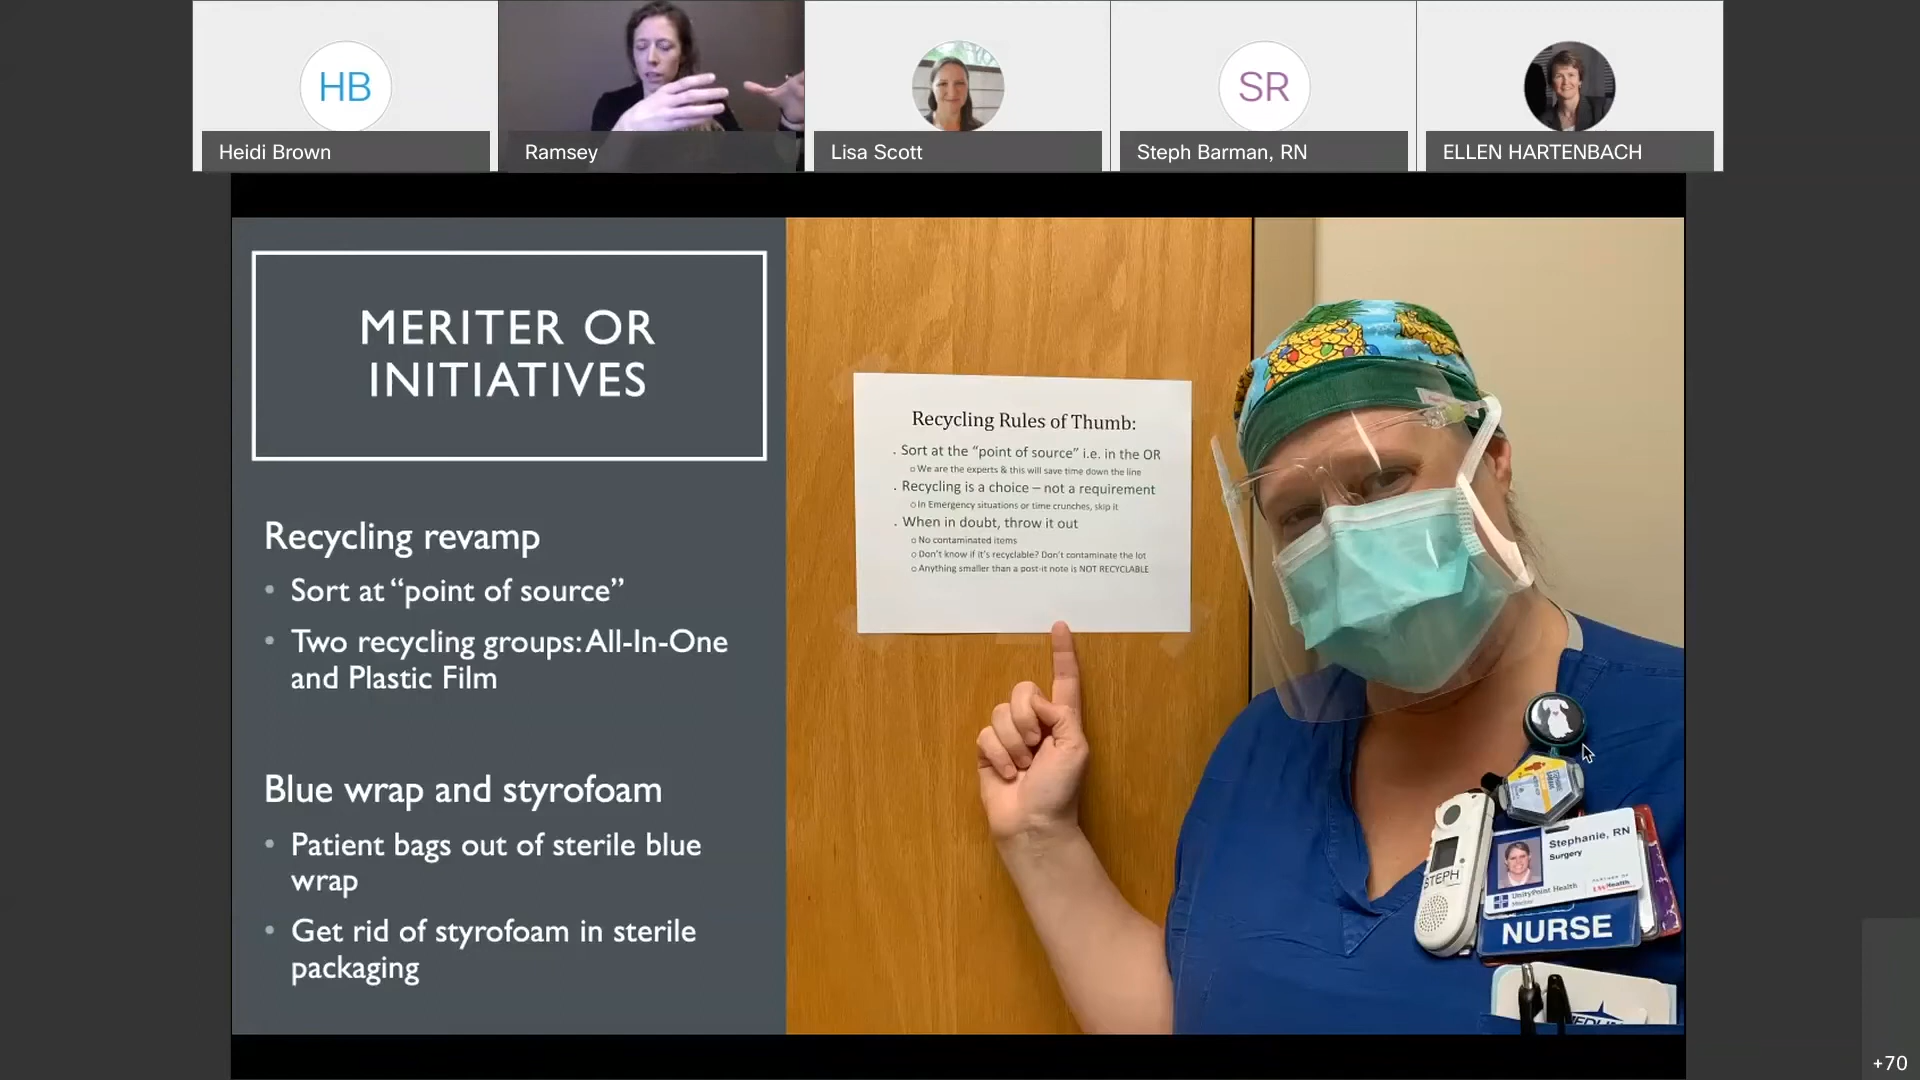 HB
SR
Heidi Brown
Ramsey
Lisa Scott
Steph Barman, RN
ELLEN HARTENBACH
MERITER OR
INITIATIVES
Recycling revamp
• Sort at “point of source”
• Two recycling groups: All-In-One
and Plastic Film
Blue wrap and styrofoam
• Patient bags out of sterile blue
wrap
• Get rid of styrofoam in sterile
packaging
Recycling Rules of Thumb:
. Sort at the “point of source” i.e. in the OR
o We are the experts & this will save time down the line
. Recycling is a choice – not a requirement
o In Emergency situations or time crunches, skip it
. When in doubt, throw it out
o No contaminated items
o Don't know if it's recyclable? Don't contaminate the lot
o Anything smaller than a post-it note is NOT RECYCLABLE
Stephanie, RN
Surgery
STEPH
UnityPoint Health
Meriter
PARTNER OF
UWHealth
NURSE
+70